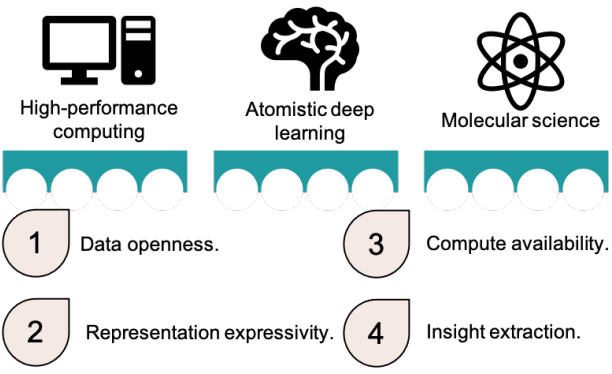 High-performance
computing
Atomistic deep
learning
Molecular science
1 Data openness.
3 Compute availability.
2 Representation expressivity.
4 Insight extraction.